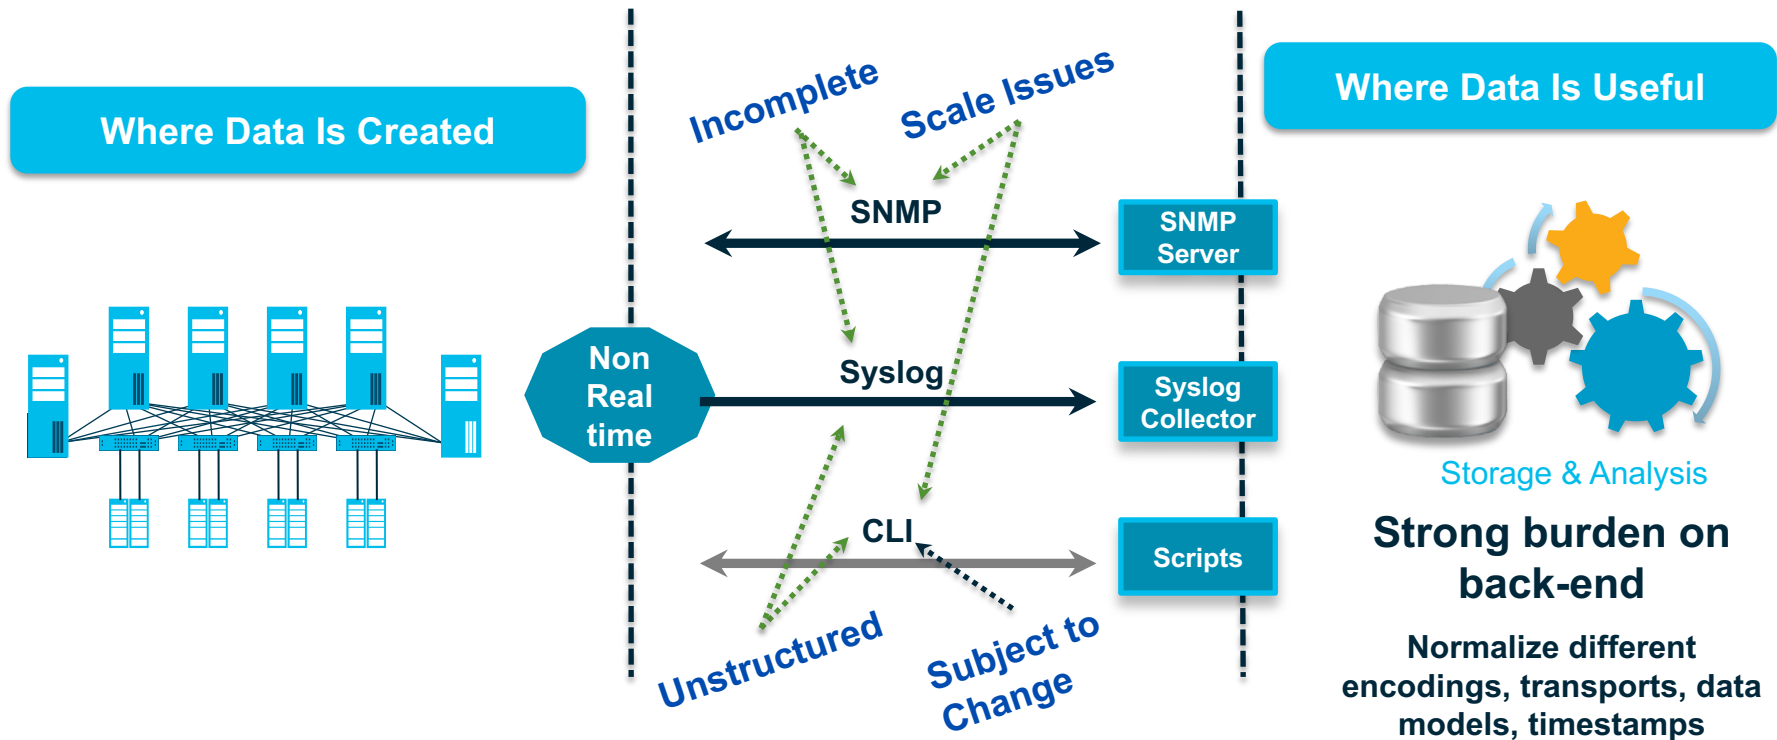 Where Data Is Created
Incomplete
Scale Issues
Where Data Is Useful
SNMP
SNMP
Server
Non
Real
time
Syslog
Syslog
Collector
CLI
Scripts
Unstructured
Subject to
Change
Storage & Analysis
Strong burden on
back-end
Normalize different
encodings, transports, data
models, timestamps